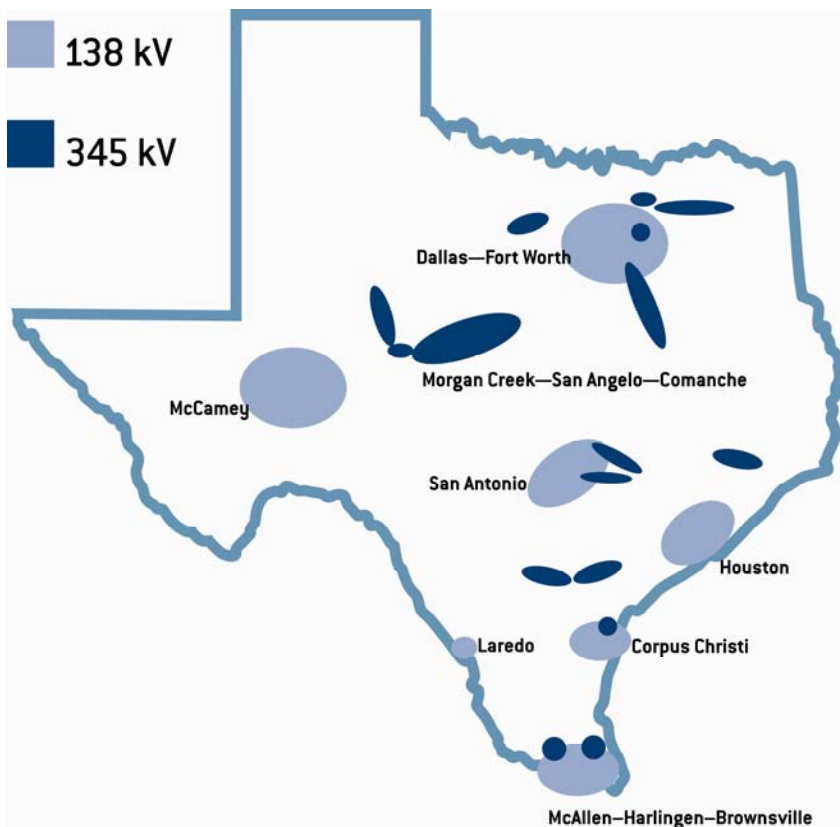 138 kV
345 kV
Dallas—Fort Worth
Morgan Creek—San Angelo—Comanche
McCamey
San Antonio
Houston
Laredo
Corpus Christi
McAllen—Harlingen—Brownsville